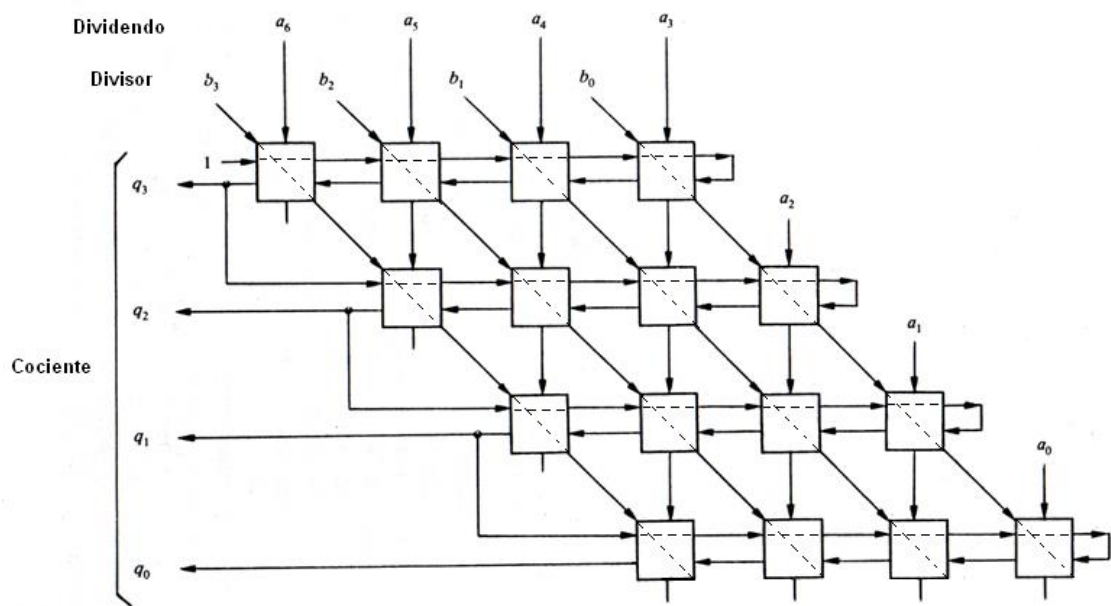 Dividendo
a₆ a₅ a₄ a₃
Divisor
b₃ b₂ b₁ b₀
1
q₃
a₂
q₂
a₁
Cociente
q₁
a₀
q₀